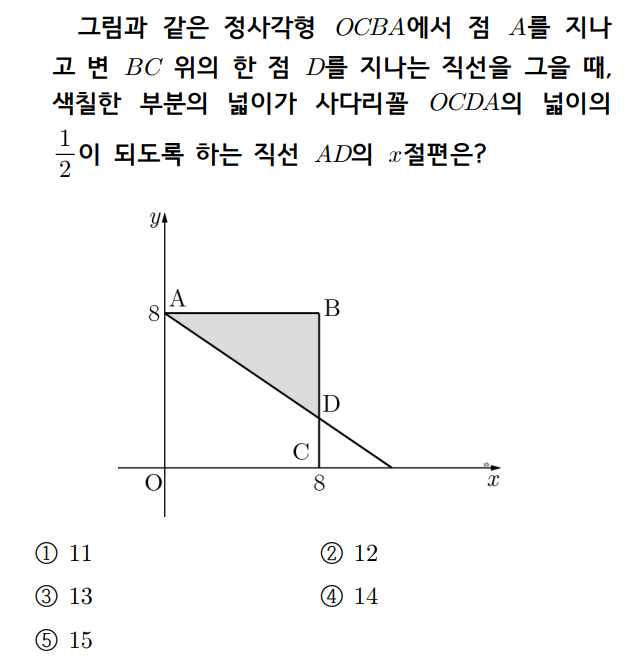 그림과 같은 정사각형 OCBA에서 점 A를 지나
고 변 BC 위의 한 점 D를 지나는 직선을 그을 때,
색칠한 부분의 넓이가 사다리꼴 OCDA의 넓이의
1/2이 되도록 하는 직선 AD의 x절편은?
y
A
8
B
D
C
O
8
x
① 11
② 12
③ 13
④ 14
⑤ 15